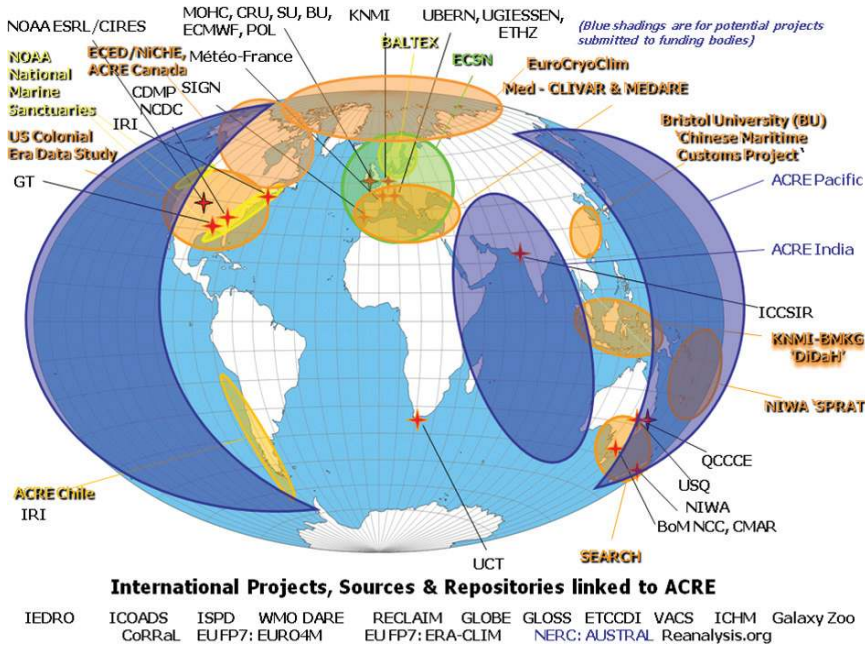 NOAA ESRL/CIRES
MOHC, CRU, SU, BU,
ECMWF, POL
KNMI
UBERN, UGIESSEN,
ETHZ
(Blue shadings are for potential projects
submitted to funding bodies)
NOAA
National
Marine
Sanctuaries
ECED/NiCHE,
ACRE Canada
Météo-France
BALTEX
ECSN
EuroCryoClim
Med - CLIVAR & MEDARE
CDMP
NCDC
SIGN
IRI
US Colonial
Era Data Study
GT
Bristol University (BU)
'Chinese Maritime
Customs Project'
ACRE Pacific
ACRE India
ICCSIR
KNMI-BMKG
'DiDaH'
NIWA 'SPRAT'
QCCCE
USQ
NIWA
BoM NCC, CMAR
SEARCH
ACRE Chile
IRI
UCT
International Projects, Sources & Repositories linked to ACRE
IEDRO ICOADS ISPD WMO DARE RECLAIM GLOBE GLOSS ETCCDI VACS ICHM Galaxy Zoo
CoRRaL EU FP7: EURO4M EU FP7: ERA-CLIM NERC: AUSTRAL Reanalysis.org